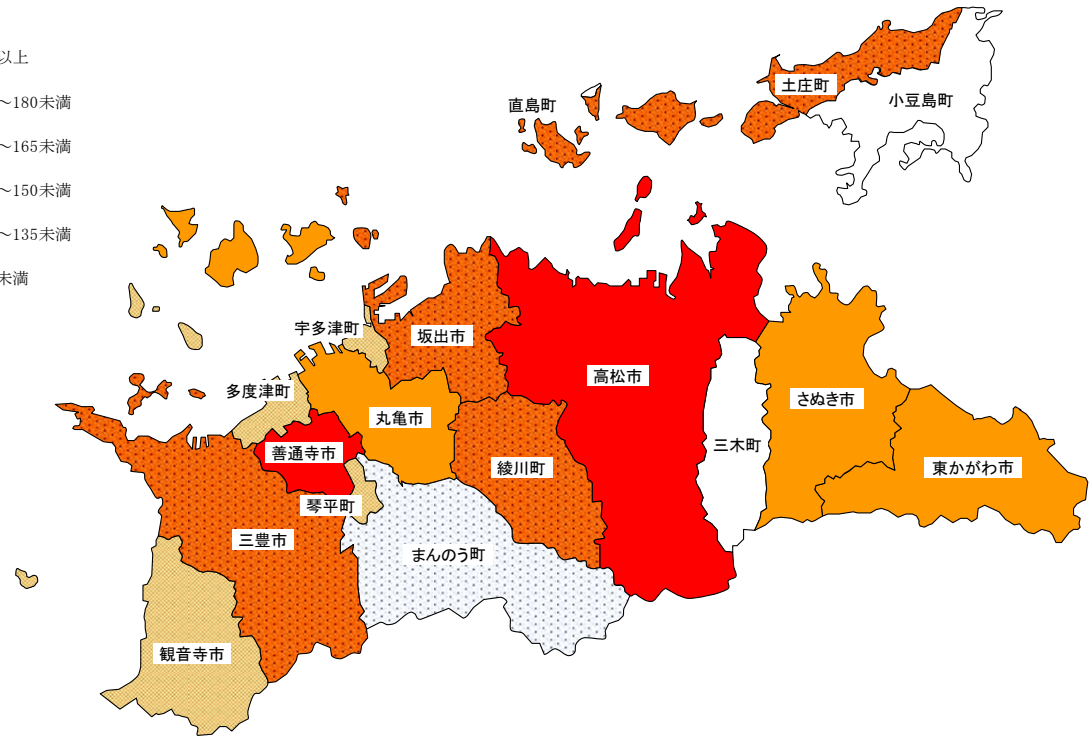 以上
～180未満
～165未満
～150未満
～135未満
未満
土庄町
小豆島町
直島町
宇多津町
坂出市
高松市
多度津町
丸亀市
さぬき市
三木町
善通寺市
綾川町
東かがわ市
琴平町
三豊市
まんのう町
観音寺市